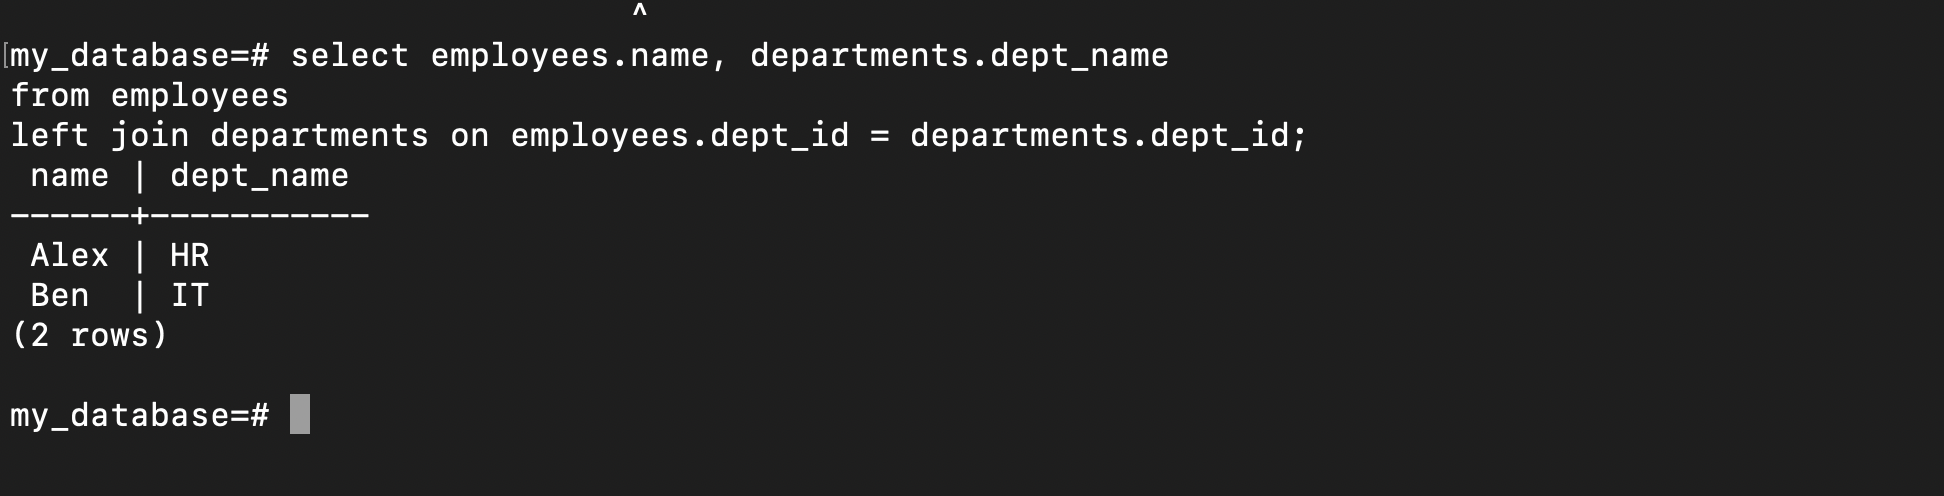 ^
my_database=# select employees.name, departments.dept_name
from employees
left join departments on employees.dept_id = departments.dept_id;
 name | dept_name
------+-----------
 Alex | HR
 Ben  | IT
(2 rows)

my_database=#